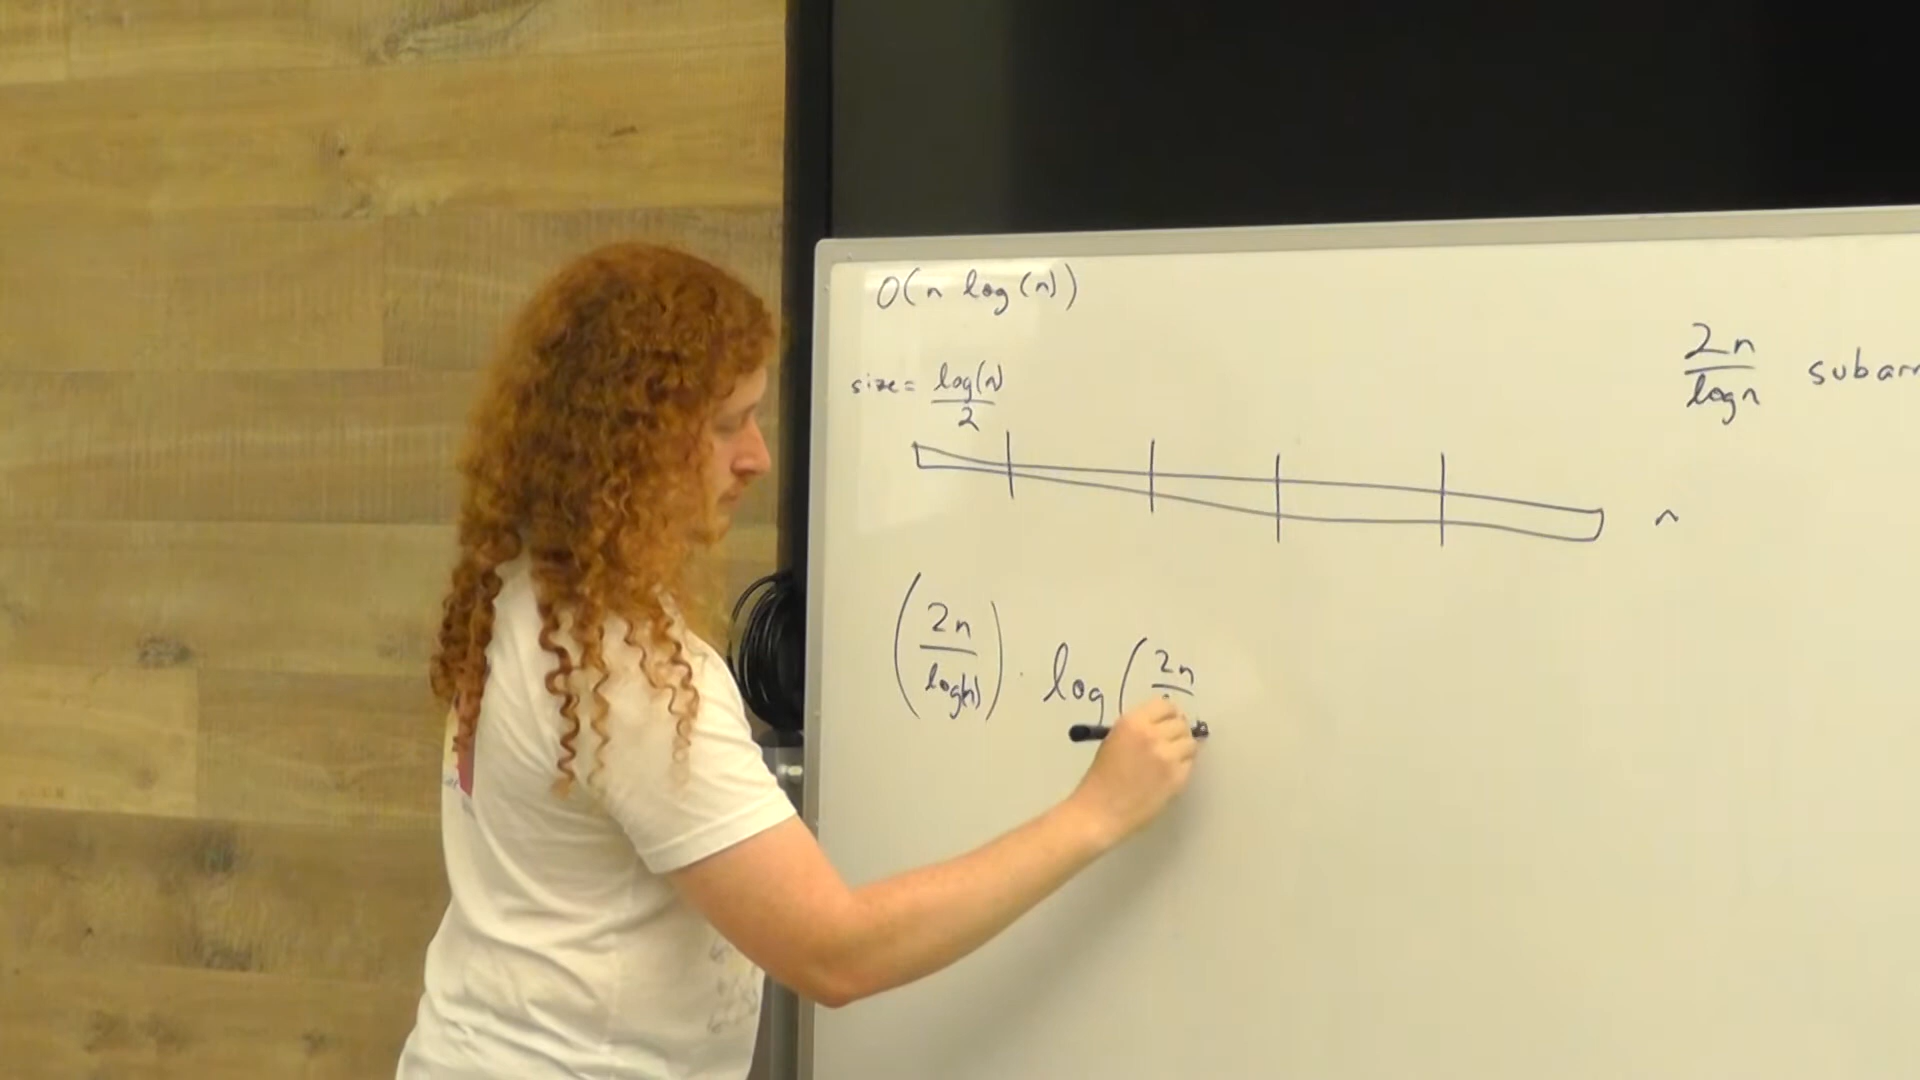 O(n log(n))
size = log(n)/2
2n/logn subarr
n
(2n/log(n)) · log(2n